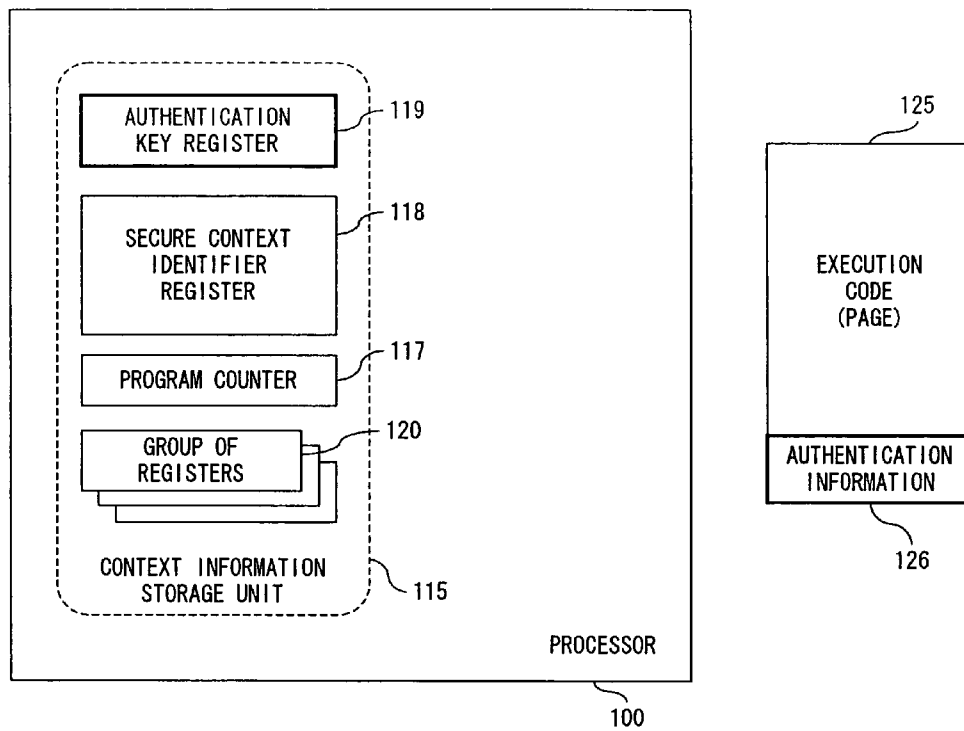 AUTHENTICATION
KEY REGISTER
119
SECURE CONTEXT
IDENTIFIER
REGISTER
118
PROGRAM COUNTER
117
GROUP OF
REGISTERS
120
CONTEXT INFORMATION
STORAGE UNIT
115
PROCESSOR
100
125
EXECUTION
CODE
(PAGE)
AUTHENTICATION
INFORMATION
126